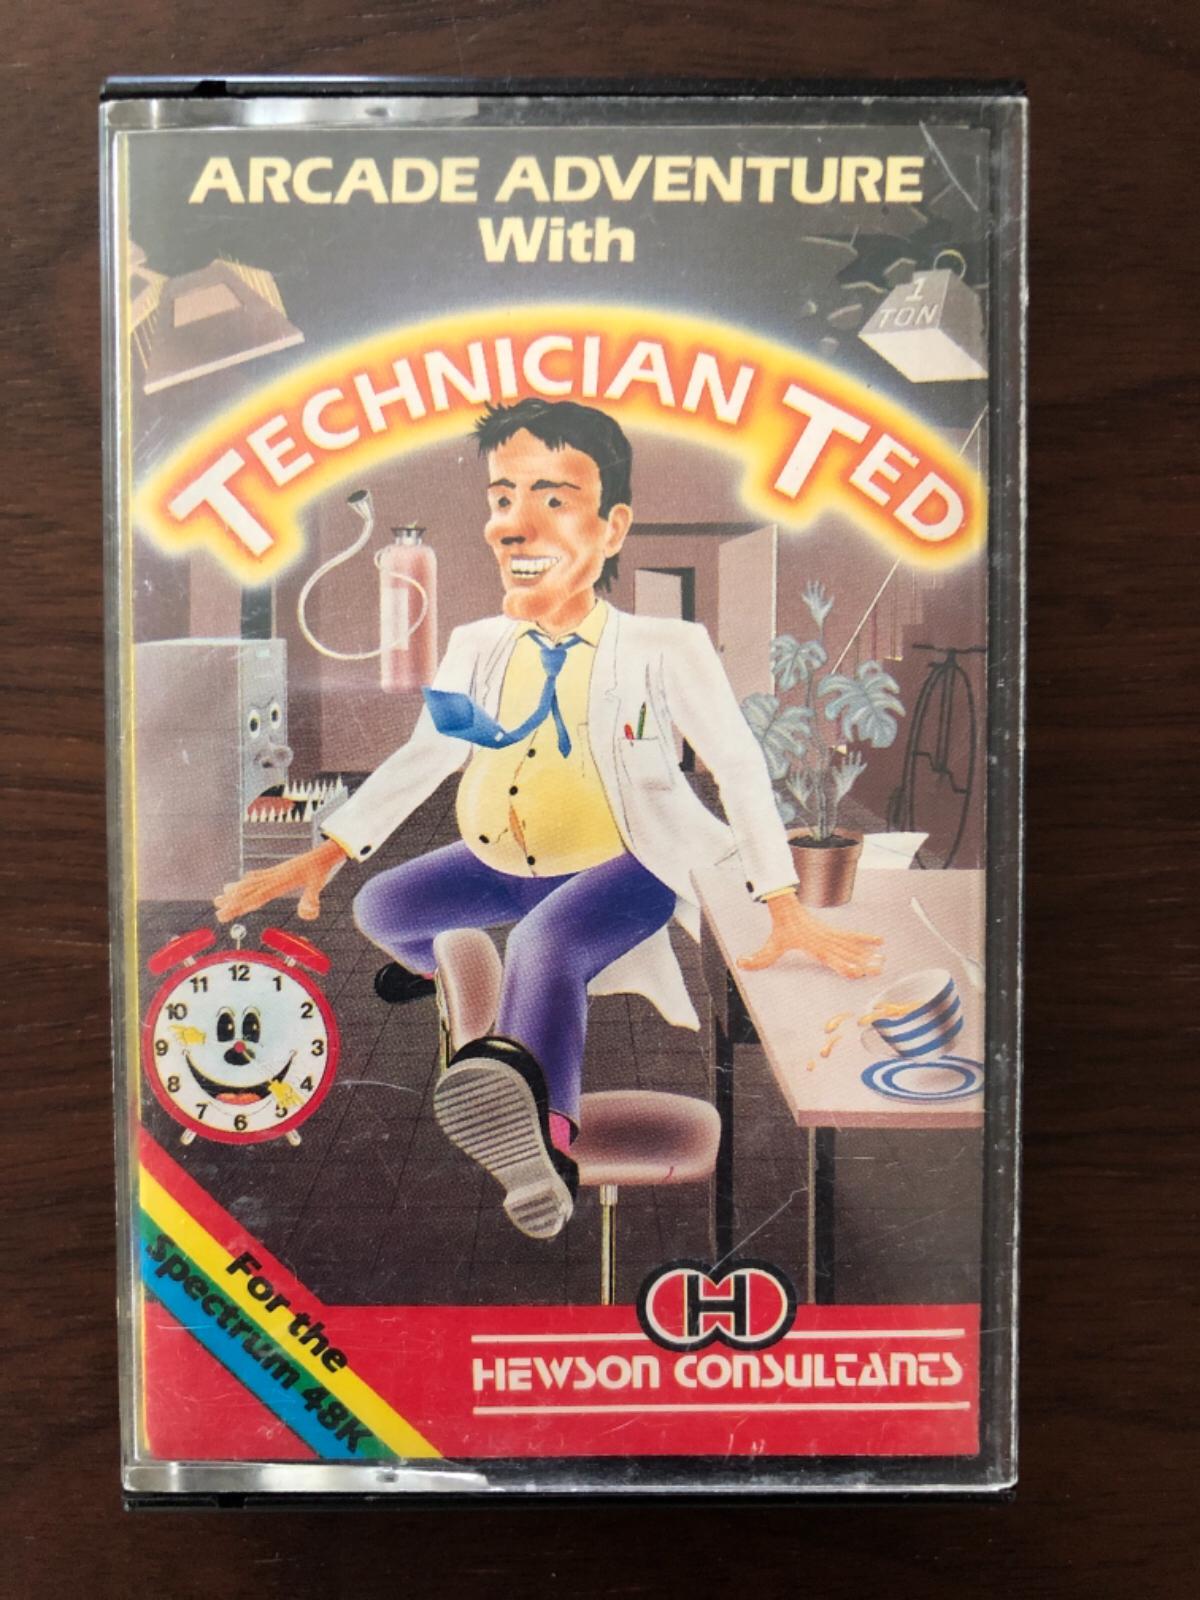 ARCADE ADVENTURE
With
1
TON
TECHNICIAN TED
12
11
1
10
2
9
3
8
4
7
5
6
For the
Spectrum 48K
H
HEWSON CONSULTANTS